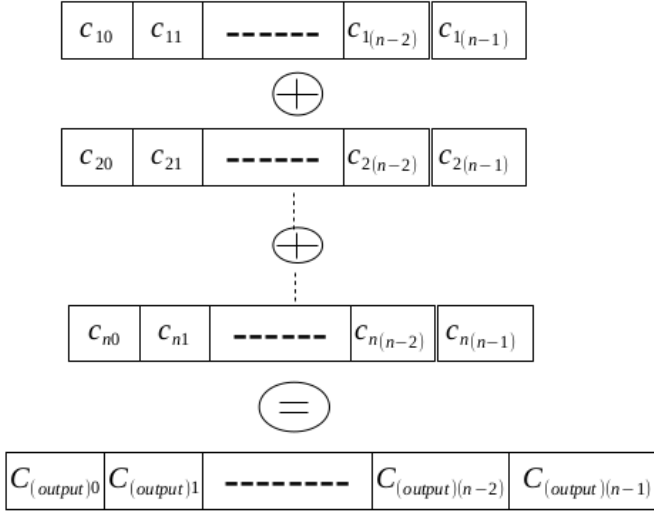 c₁₀ c₁₁ ------ c₁₍ₙ₋₂₎ c₁₍ₙ₋₁₎
+
c₂₀ c₂₁ ------ c₂₍ₙ₋₂₎ c₂₍ₙ₋₁₎
+
cₙ₀ cₙ₁ ------ cₙ₍ₙ₋₂₎ cₙ₍ₙ₋₁₎
=
C₍output₎0 C₍output₎1 -------- C₍output₎(n−2) C₍output₎(n−1)